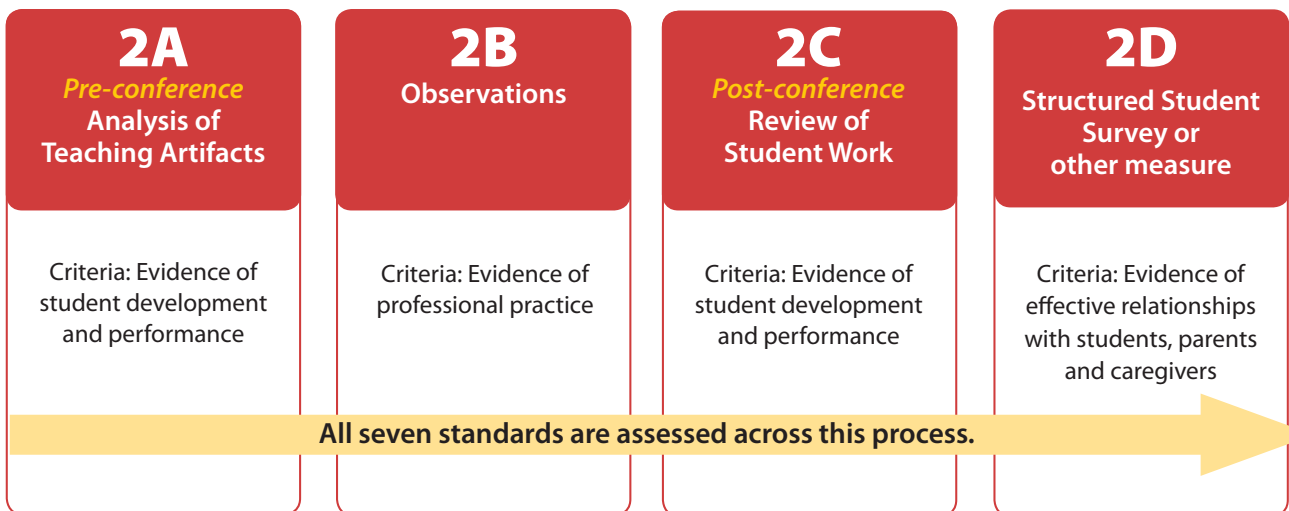 2A
Pre-conference
Analysis of
Teaching Artifacts
Criteria: Evidence of
student development
and performance
2B
Observations
Criteria: Evidence of
professional practice
2C
Post-conference
Review of
Student Work
Criteria: Evidence of
student development
and performance
2D
Structured Student
Survey or
other measure
Criteria: Evidence of
effective relationships
with students, parents
and caregivers
All seven standards are assessed across this process.